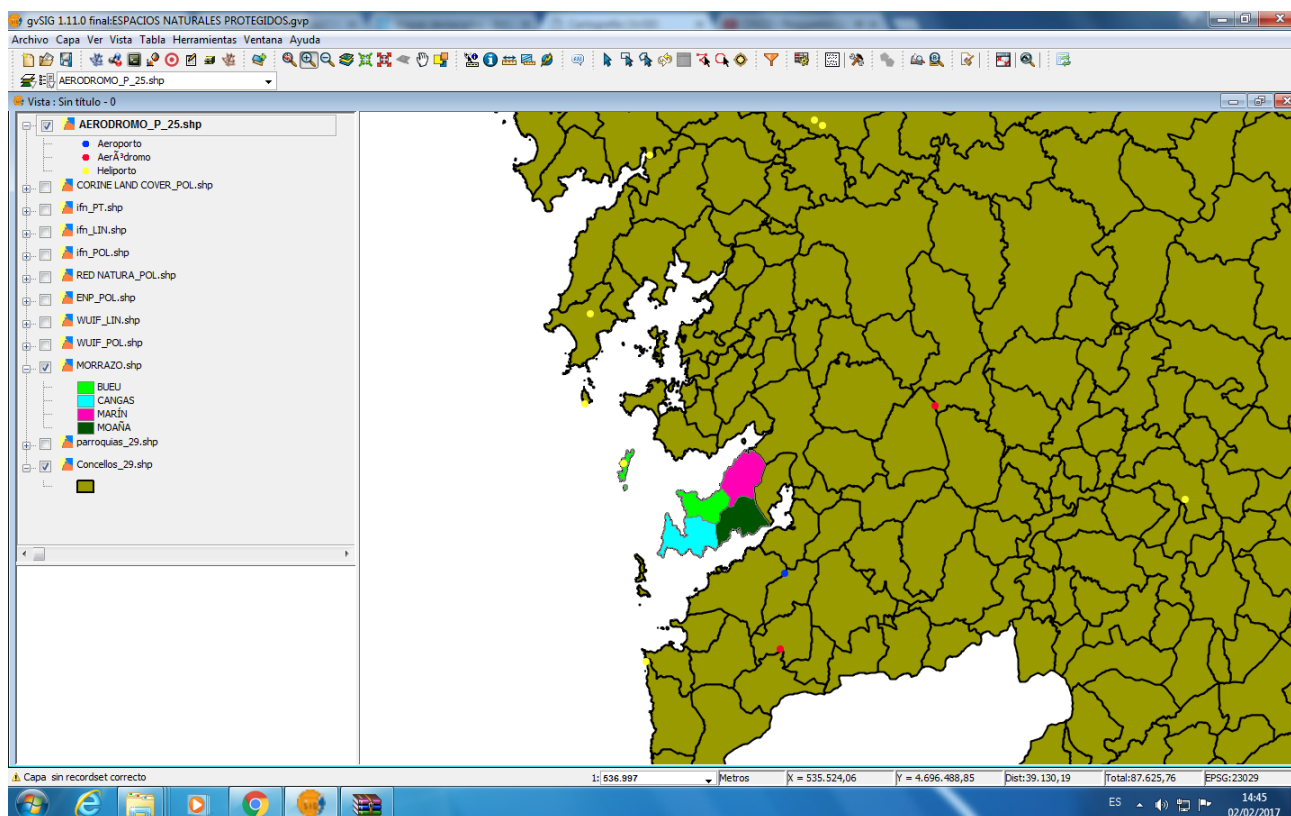 gvSIG 1.11.0 final:ESPACIOS NATURALES PROTEGIDOS.gvp
Archivo Capa Ver Vista Tabla Herramientas Ventana Ayuda
AERODROMO_P_25.shp
Vista : Sin título - 0
AERODROMO_P_25.shp
Aeroporto
AerÃ³dromo
Heliporto
CORINE LAND COVER_POL.shp
ifn_PT.shp
ifn_LIN.shp
ifn_POL.shp
RED NATURA_POL.shp
ENP_POL.shp
WUIF_LIN.shp
WUIF_POL.shp
MORRAZO.shp
BUEU
CANGAS
MARÍN
MOAÑA
parroquias_29.shp
Concellos_29.shp
Capa sin recordset correcto
1: 536.997
Metros
X = 535.524,06
Y = 4.696.488,85
Dist:39.130,19
Total:87.625,76
EPSG:23029
ES
14:45
02/02/2017